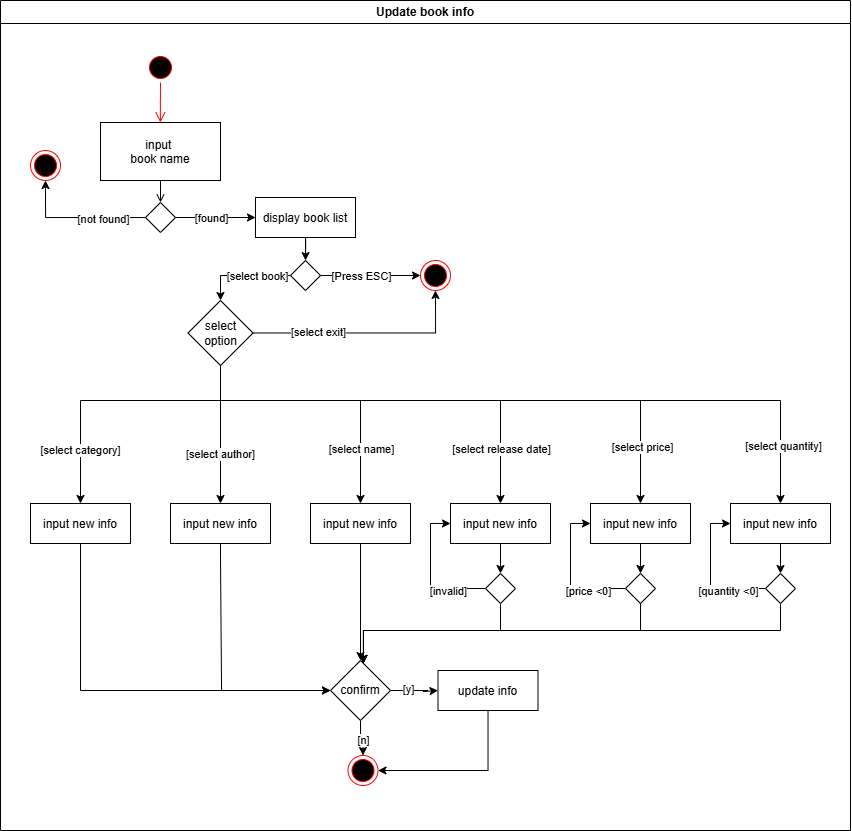 Update book info
input
book name
[not found]
[found]
display book list
[select book]
[Press ESC]
select
option
[select exit]
[select category]
[select author]
[select name]
[select release date]
[select price]
[select quantity]
input new info
input new info
input new info
input new info
input new info
input new info
[invalid]
[price <0]
[quantity <0]
confirm
[y]
update info
[n]